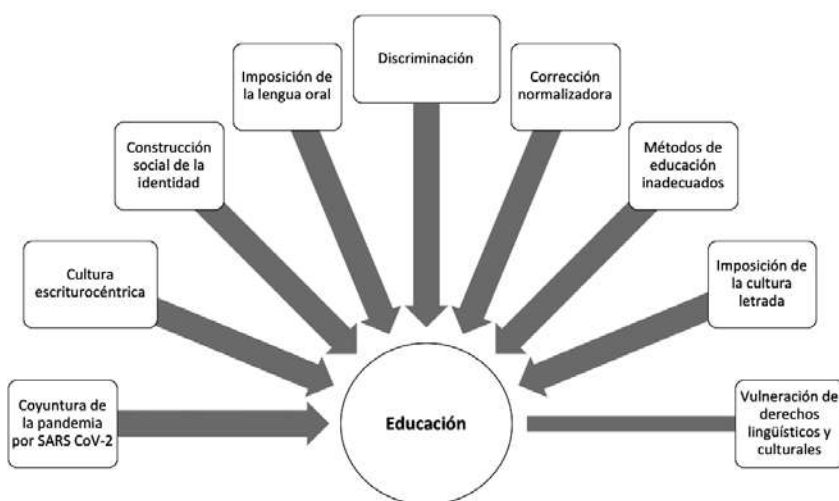 Discriminación
Imposición de
la lengua oral
Corrección
normalizadora
Construcción
social de la
identidad
Métodos de
educación
inadecuados
Cultura
escriturocéntrica
Imposición de
la cultura
letrada
Coyuntura de
la pandemia
por SARS CoV-2
Educación
Vulneración de
derechos
lingüísticos y
culturales